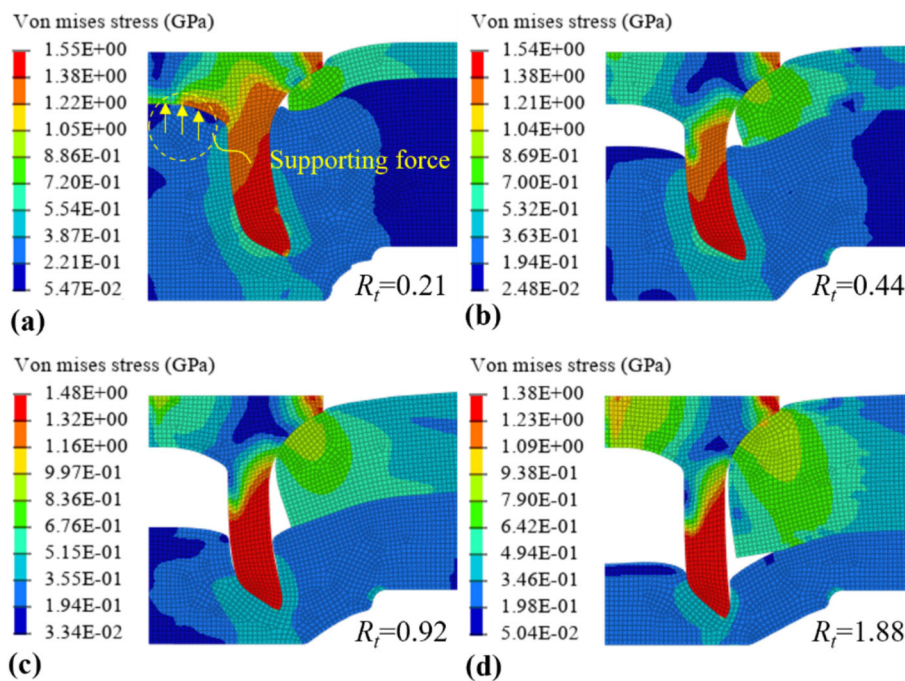 Von mises stress (GPa)
1.55E+00
1.38E+00
1.22E+00
1.05E+00
8.86E-01
7.20E-01
5.54E-01
3.87E-01
2.21E-01
5.47E-02
Supporting force
Rt=0.21
(a)
Von mises stress (GPa)
1.54E+00
1.38E+00
1.21E+00
1.04E+00
8.69E-01
7.00E-01
5.32E-01
3.63E-01
1.94E-01
2.48E-02
Rt=0.44
(b)
Von mises stress (GPa)
1.48E+00
1.32E+00
1.16E+00
9.97E-01
8.36E-01
6.76E-01
5.15E-01
3.55E-01
1.94E-01
3.34E-02
Rt=0.92
(c)
Von mises stress (GPa)
1.38E+00
1.23E+00
1.09E+00
9.38E-01
7.90E-01
6.42E-01
4.94E-01
3.46E-01
1.98E-01
5.04E-02
Rt=1.88
(d)